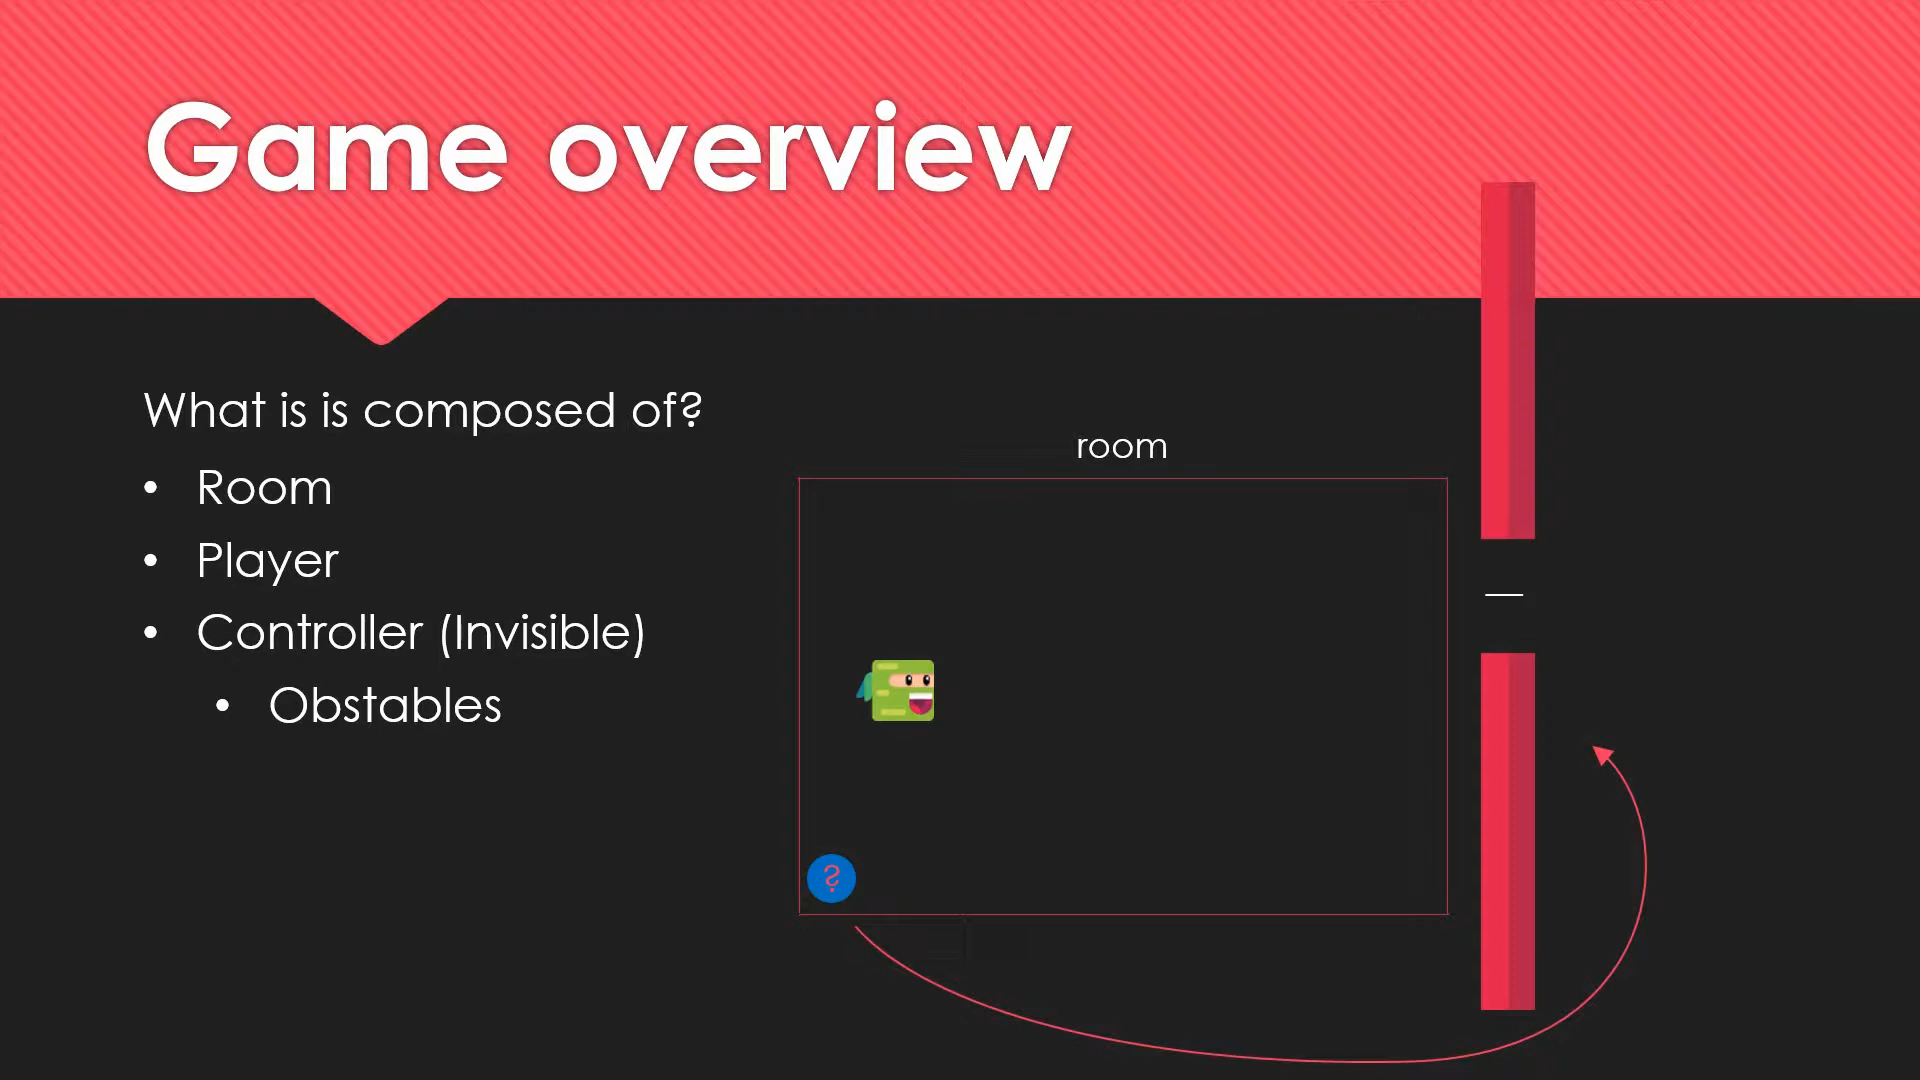 Game overview
What is is composed of?
• Room
• Player
• Controller (Invisible)
• Obstables
room
?